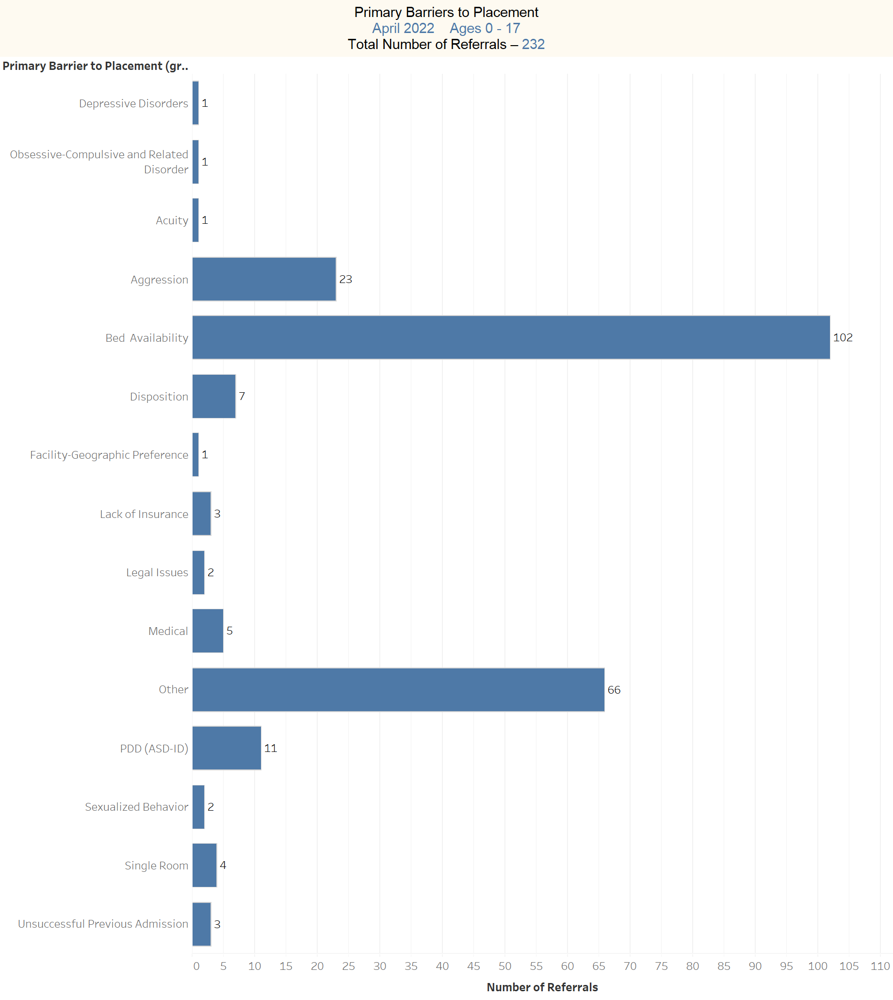 Primary Barriers to Placement
April 2022 Ages 0 - 17
Total Number of Referrals – 232
Primary Barrier to Placement (gr..
Depressive Disorders 1
Obsessive-Compulsive and Related
Disorder 1
Acuity 1
Aggression 23
Bed Availability 102
Disposition 7
Facility-Geographic Preference 1
Lack of Insurance 3
Legal Issues 2
Medical 5
Other 66
PDD (ASD-ID) 11
Sexualized Behavior 2
Single Room 4
Unsuccessful Previous Admission 3
0 5 10 15 20 25 30 35 40 45 50 55 60 65 70 75 80 85 90 95 100 105 110
Number of Referrals